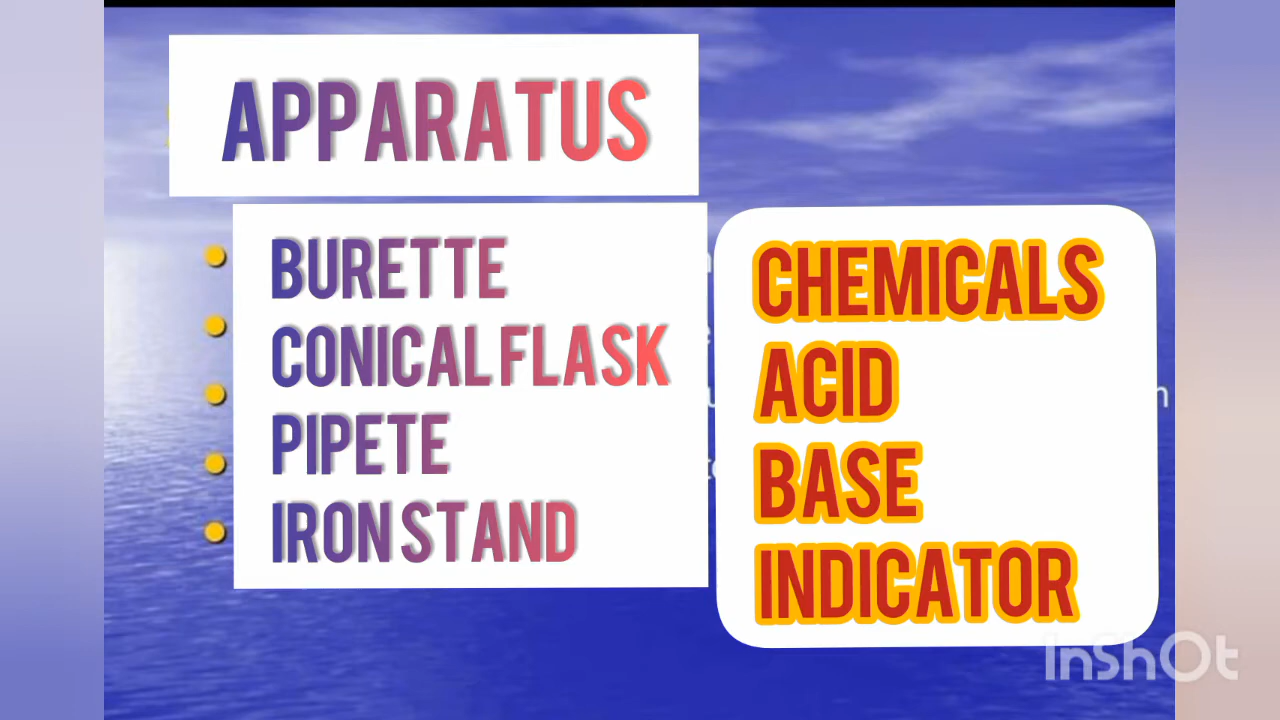 APPARATUS
BURETTE
CONICAL FLASK
PIPETE
IRON STAND
CHEMICALS
ACID
BASE
INDICATOR
InShOt